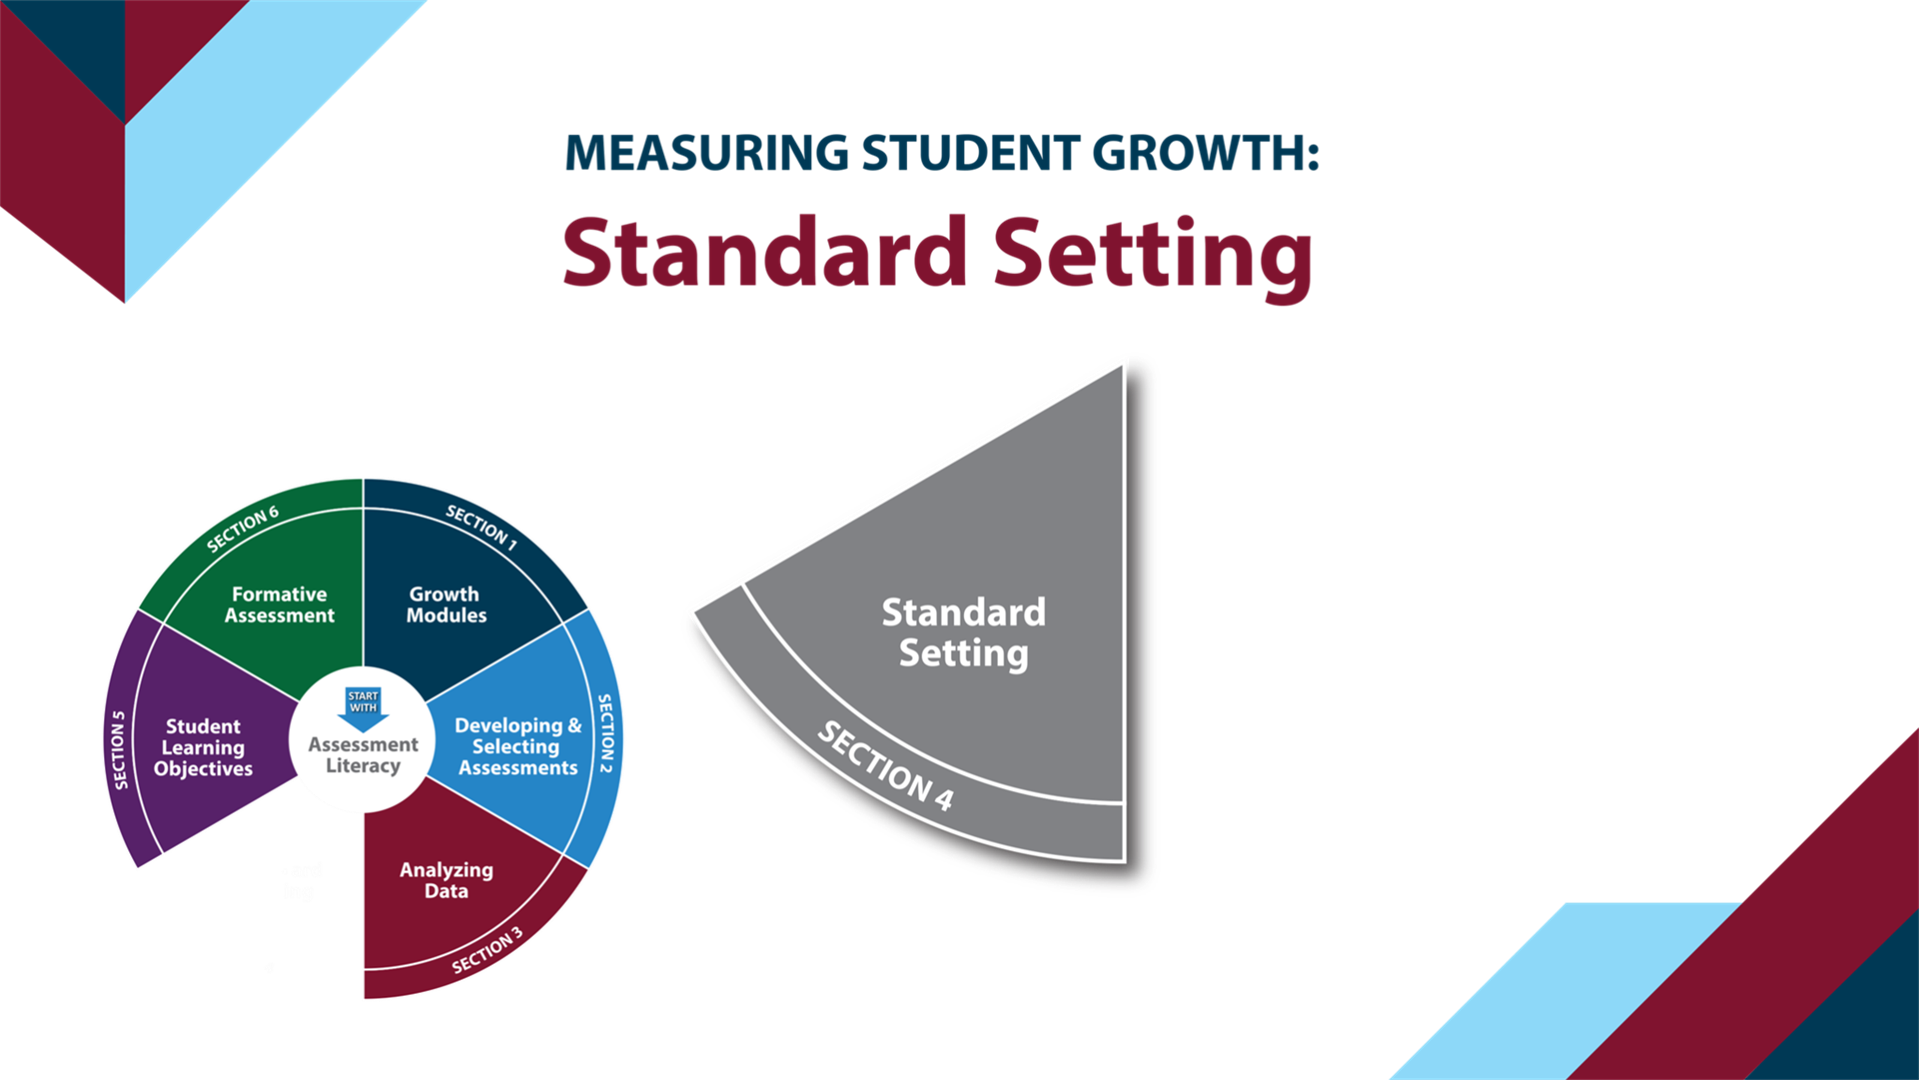 MEASURING STUDENT GROWTH:
Standard Setting
SECTION 6
SECTION 1
Formative
Assessment
Growth
Modules
SECTION 5
Student
Learning
Objectives
START
WITH
Assessment
Literacy
Developing &
Selecting
Assessments
SECTION 2
Analyzing
Data
SECTION 3
Standard
Setting
SECTION 4